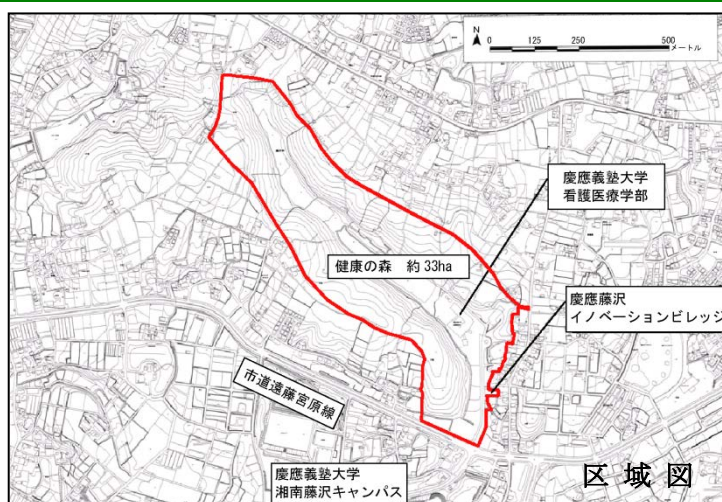 N
0 125 250 500
メートル
慶應義塾大学
看護医療学部
健康の森 約33ha
慶應藤沢
イノベーションビレッジ
市道遠藤宮原線
慶應義塾大学
湘南藤沢キャンパス
区域図